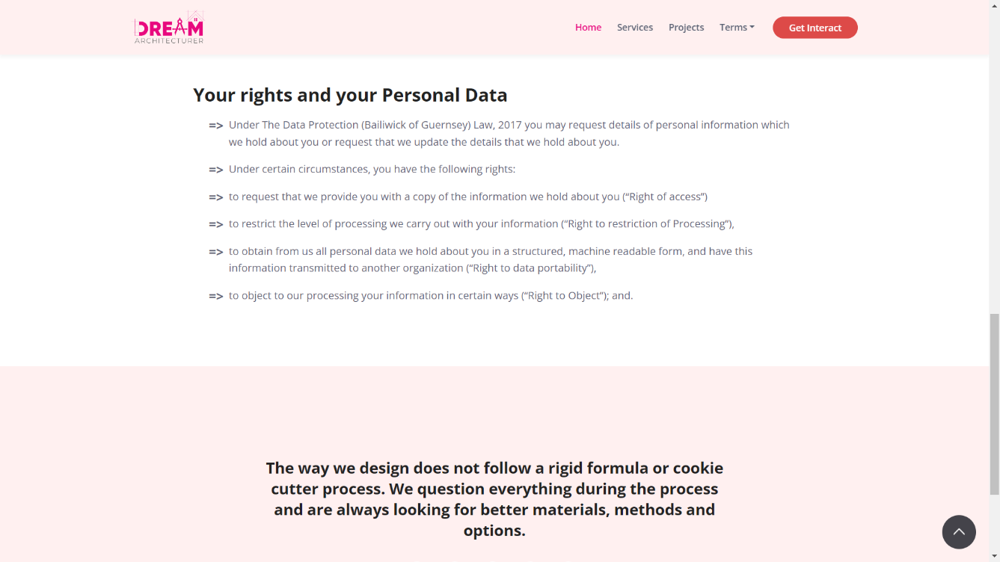 DREAM
ARCHITECTURER
Home Services Projects Terms Get Interact
Your rights and your Personal Data
=> Under The Data Protection (Bailiwick of Guernsey) Law, 2017 you may request details of personal information which
we hold about you or request that we update the details that we hold about you.
=> Under certain circumstances, you have the following rights:
=> to request that we provide you with a copy of the information we hold about you (“Right of access”)
=> to restrict the level of processing we carry out with your information (“Right to restriction of Processing”),
=> to obtain from us all personal data we hold about you in a structured, machine readable form, and have this
information transmitted to another organization (“Right to data portability”),
=> to object to our processing your information in certain ways (“Right to Object”); and.
The way we design does not follow a rigid formula or cookie
cutter process. We question everything during the process
and are always looking for better materials, methods and
options.